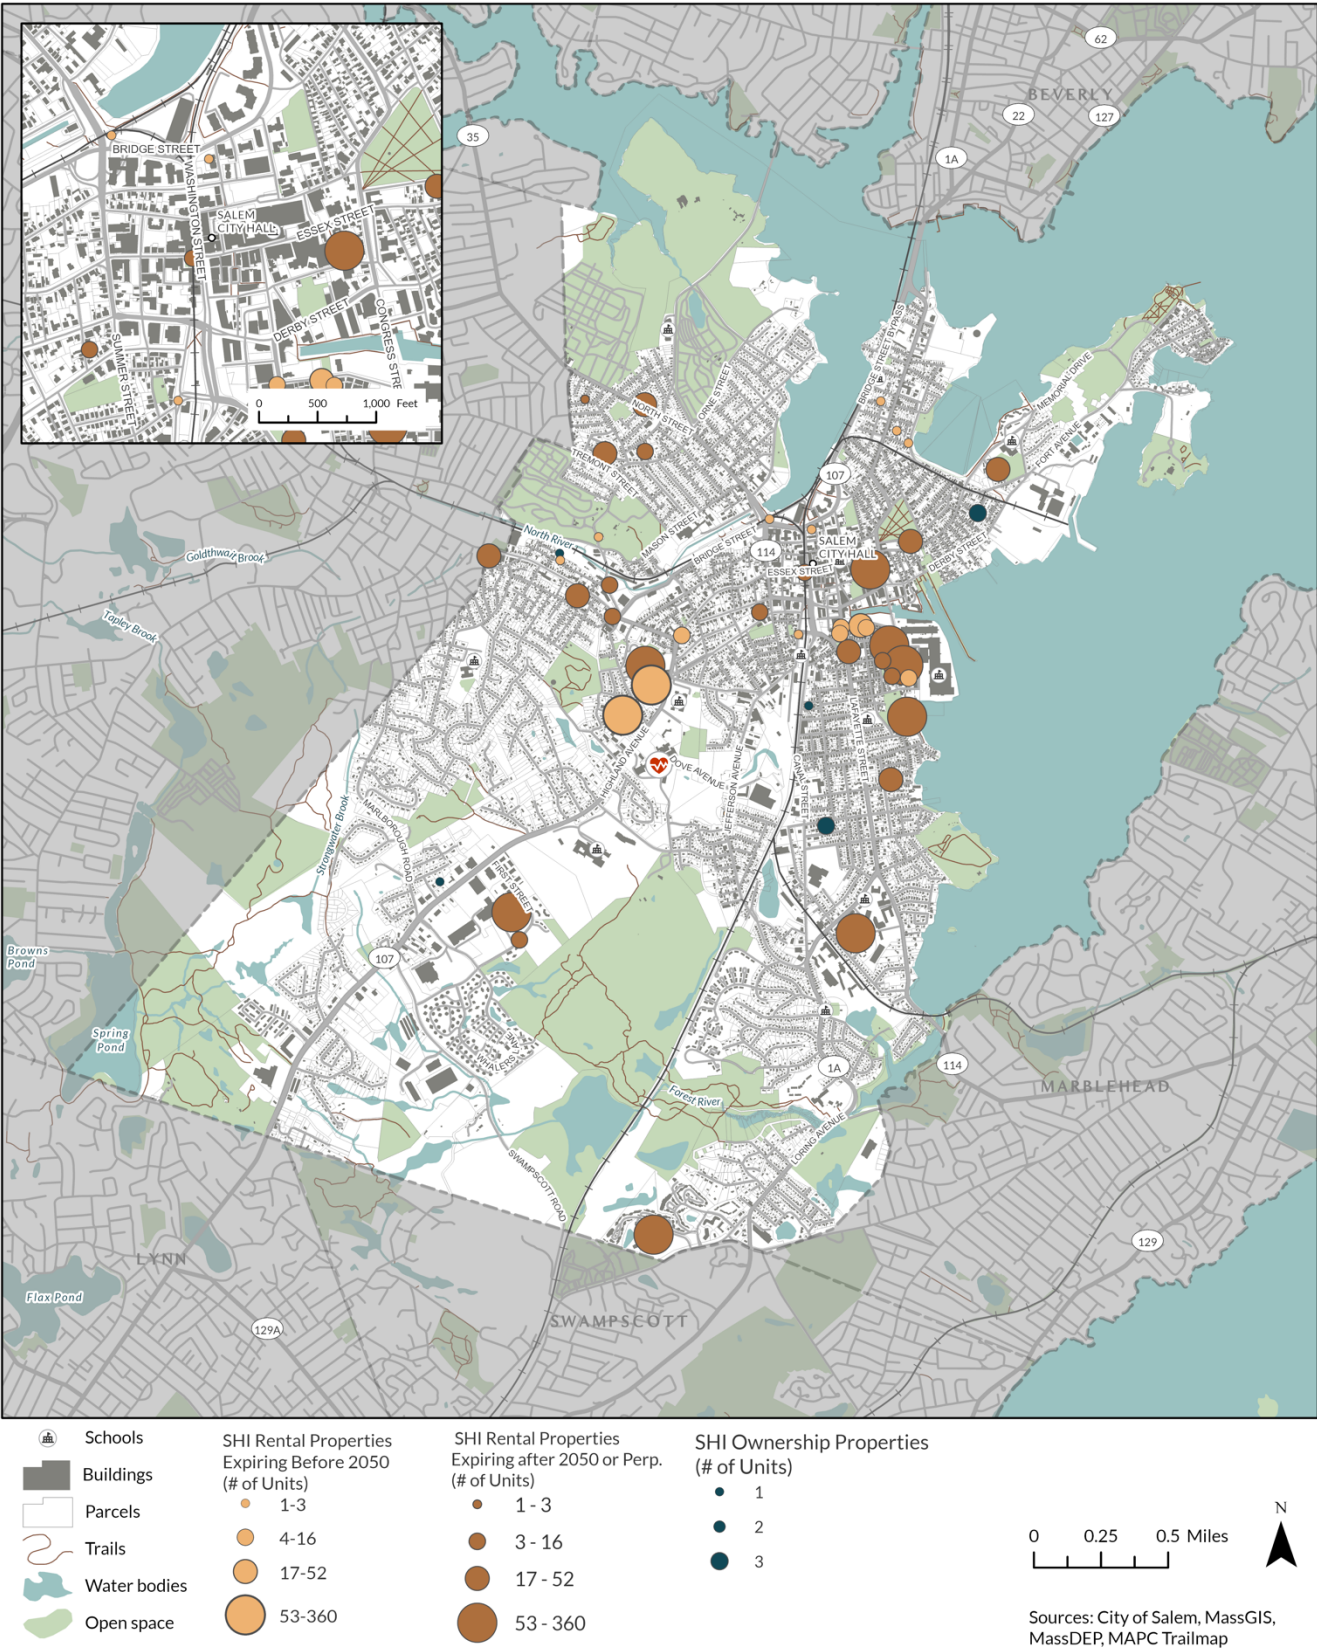 BRIDGE STREET
WASHINGTON STREET
SALEM
CITY HALL
ESSEX STREET
DERBY STREET
CONGRESS STRE
SUMMER STREET
0 500 1,000 Feet
62
BEVERLY
22
127
35
1A
BRIDGE STREET BYPASS
MEMORIAL DRIVE
FORT AVENUE
ORNE STREET
NORTH STREET
TREMONT STREET
107
MASON STREET
North River
BRIDGE STREET
114
SALEM
CITY HALL
ESSEX STREET
DERBY STREET
Goldthwait Brook
Tapley Brook
LAFAYETTE STREET
HIGHLAND AVENUE
DOVE AVENUE
JEFFERSON AVENUE
CANAL STREET
Strongwater Brook
MARLBOROUGH ROAD
FIRST STREET
Browns
Pond
107
Spring
Pond
WHALERS LANE
1A
114
MARBLEHEAD
Forest River
LORING AVENUE
SWAMPSCOTT ROAD
129
LYNN
Flax Pond
SWAMPSCOTT
129A
Schools
Buildings
Parcels
Trails
Water bodies
Open space
SHI Rental Properties
Expiring Before 2050
(# of Units)
1-3
4-16
17-52
53-360
SHI Rental Properties
Expiring after 2050 or Perp.
(# of Units)
1 - 3
3 - 16
17 - 52
53 - 360
SHI Ownership Properties
(# of Units)
1
2
3
0 0.25 0.5 Miles
N
Sources: City of Salem, MassGIS,
MassDEP, MAPC Trailmap